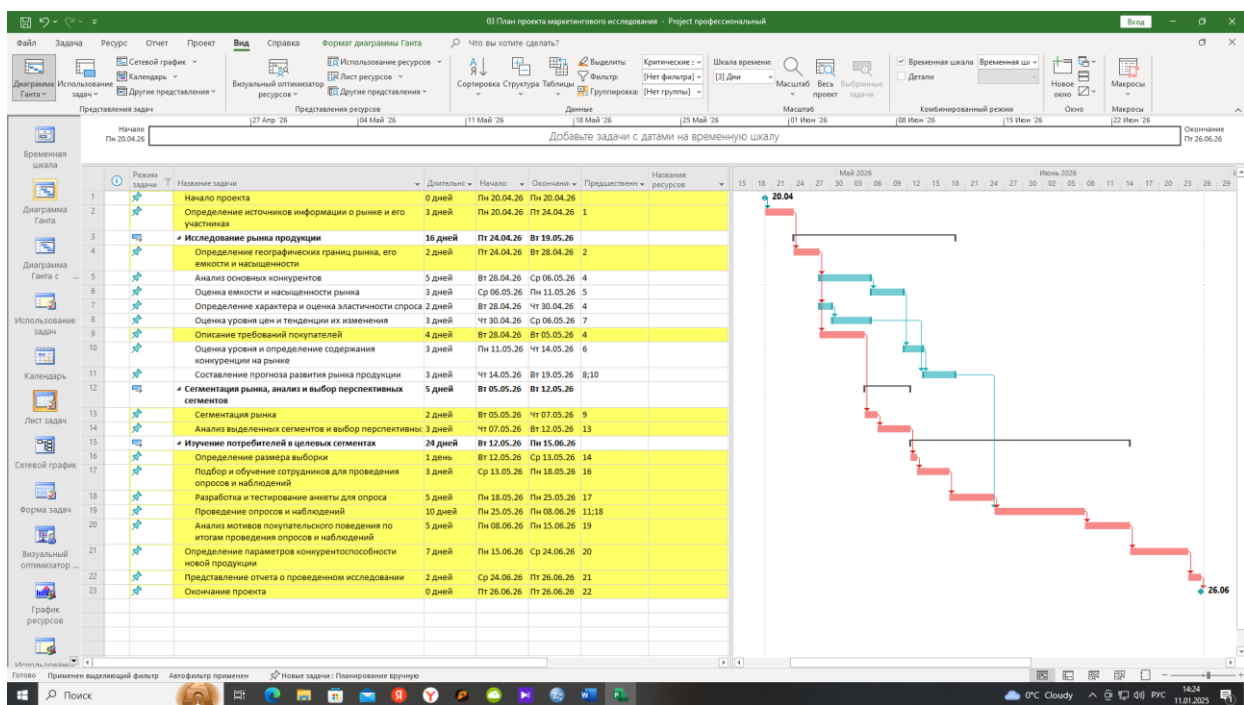 03 План проекта маркетингового исследования - Project профессиональный
Вход
Файл Задача Ресурс Отчет Проект Вид Справка Формат диаграммы Ганта Что вы хотите сделать?
Диаграмма Ганта
Использование задач
Сетевой график
Календарь
Другие представления
Представления задач
Визуальный оптимизатор ресурсов
Использование ресурсов
Лист ресурсов
Другие представления
Представления ресурсов
Сортировка Структура Таблицы
Выделить: Критические з
Фильтр: [Нет фильтра]
Группировка: [Нет группы]
Данные
Шкала времени:
[3] Дни
Масштаб
Весь проект
Выбранные задачи
Масштаб
Временная шкала Временная ш
Детали
Комбинированный режим
Новое окно
Окно
Макросы
Макросы
27 Апр '26 04 Май '26 11 Май '26 18 Май '26 25 Май '26 01 Июн '26 08 Июн '26 15 Июн '26 22 Июн '26
Начало
Пн 20.04.26
Добавьте задачи с датами на временную шкалу
Окончание
Пт 26.06.26
Временная шкала
Диаграмма Ганта
Диаграмма Ганта с ...
Использование задач
Календарь
Лист задач
Сетевой график
Форма задач
Визуальный оптимизатор ...
График ресурсов
Использование
Режим задачи Название задачи Длительнс Начало Окончани Предшественн Названия ресурсов
Май 2026 Июнь 2026
15 18 21 24 27 30 03 06 09 12 15 18 21 24 27 30 02 05 08 11 14 17 20 23 26 29
1 Начало проекта 0 дней Пн 20.04.26 Пн 20.04.26
2 Определение источников информации о рынке и его участниках 3 дней Пн 20.04.26 Пт 24.04.26 1
3 Исследование рынка продукции 16 дней Пт 24.04.26 Вт 19.05.26
4 Определение географических границ рынка, его емкости и насыщенности 2 дней Пт 24.04.26 Вт 28.04.26 2
5 Анализ основных конкурентов 5 дней Вт 28.04.26 Ср 06.05.26 4
6 Оценка емкости и насыщенности рынка 3 дней Ср 06.05.26 Пн 11.05.26 5
7 Определение характера и оценка эластичности спроса 2 дней Вт 28.04.26 Чт 30.04.26 4
8 Оценка уровня цен и тенденции их изменения 3 дней Чт 30.04.26 Ср 06.05.26 7
9 Описание требований покупателей 4 дней Вт 28.04.26 Вт 05.05.26 4
10 Оценка уровня и определение содержания конкуренции на рынке 3 дней Пн 11.05.26 Чт 14.05.26 6
11 Составление прогноза развития рынка продукции 3 дней Чт 14.05.26 Вт 19.05.26 8;10
12 Сегментация рынка, анализ и выбор перспективных сегментов 5 дней Вт 05.05.26 Вт 12.05.26
13 Сегментация рынка 2 дней Вт 05.05.26 Чт 07.05.26 9
14 Анализ выделенных сегментов и выбор перспективны: 3 дней Чт 07.05.26 Вт 12.05.26 13
15 Изучение потребителей в целевых сегментах 24 дней Вт 12.05.26 Пн 15.06.26
16 Определение размера выборки 1 день Вт 12.05.26 Ср 13.05.26 14
17 Подбор и обучение сотрудников для проведения опросов и наблюдений 3 дней Ср 13.05.26 Пн 18.05.26 16
18 Разработка и тестирование анкеты для опроса 5 дней Пн 18.05.26 Пн 25.05.26 17
19 Проведение опросов и наблюдений 10 дней Пн 25.05.26 Пн 08.06.26 11;18
20 Анализ мотивов покупательского поведения по итогам проведения опросов и наблюдений 5 дней Пн 08.06.26 Пн 15.06.26 19
21 Определение параметров конкурентоспособности новой продукции 7 дней Пн 15.06.26 Ср 24.06.26 20
22 Представление отчета о проведенном исследовании 2 дней Ср 24.06.26 Пт 26.06.26 21
23 Окончание проекта 0 дней Пт 26.06.26 Пт 26.06.26 22
20.04
26.06
Готово Применен выделяющий фильтр Автофильтр применен Новые задачи : Планирование вручную
Поиск
0°C Cloudy
РУС
14:24
11.01.2025